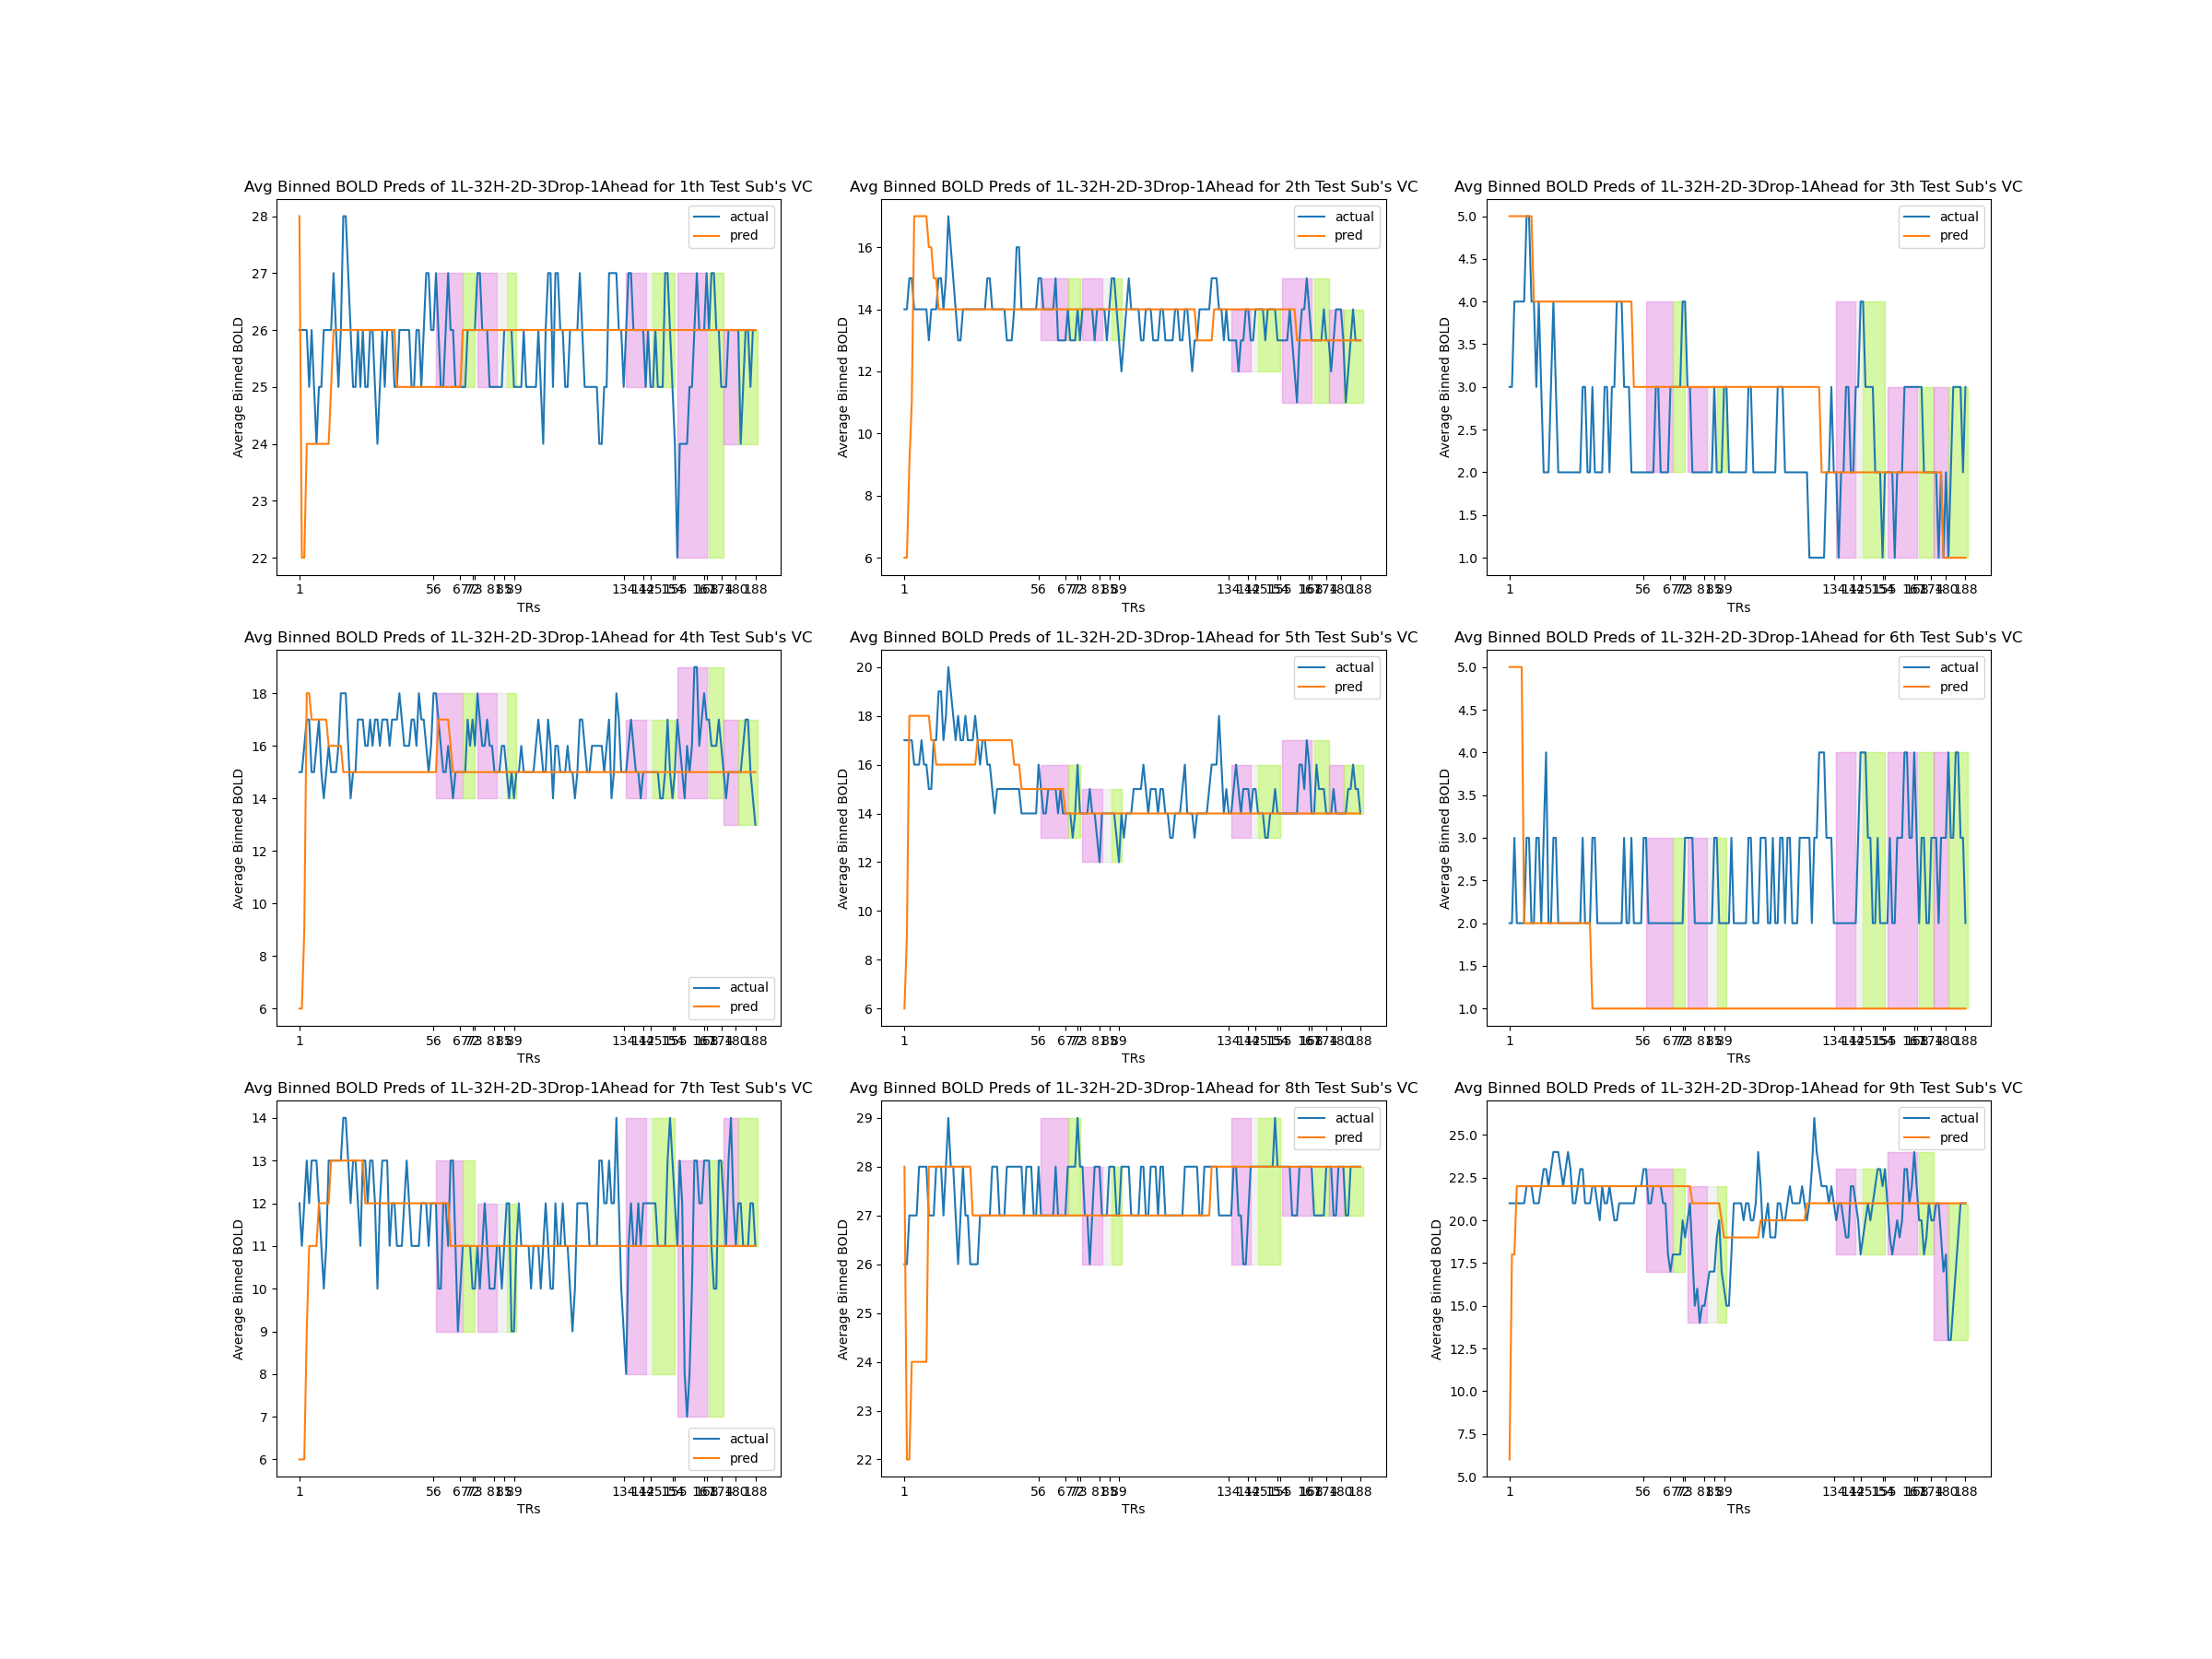 Avg Binned BOLD Preds of 1L-32H-2D-3Drop-1Ahead for 1th Test Sub's VC
28
27
26
25
24
23
22
Average Binned BOLD
actual
pred
1
56
89
188
TRs
Avg Binned BOLD Preds of 1L-32H-2D-3Drop-1Ahead for 2th Test Sub's VC
16
14
12
10
8
6
Average Binned BOLD
actual
pred
1
56
89
188
TRs
Avg Binned BOLD Preds of 1L-32H-2D-3Drop-1Ahead for 3th Test Sub's VC
5.0
4.5
4.0
3.5
3.0
2.5
2.0
1.5
1.0
Average Binned BOLD
actual
pred
1
56
89
188
TRs
Avg Binned BOLD Preds of 1L-32H-2D-3Drop-1Ahead for 4th Test Sub's VC
18
16
14
12
10
8
6
Average Binned BOLD
actual
pred
1
56
89
188
TRs
Avg Binned BOLD Preds of 1L-32H-2D-3Drop-1Ahead for 5th Test Sub's VC
20
18
16
14
12
10
8
6
Average Binned BOLD
actual
pred
1
56
89
188
TRs
Avg Binned BOLD Preds of 1L-32H-2D-3Drop-1Ahead for 6th Test Sub's VC
5.0
4.5
4.0
3.5
3.0
2.5
2.0
1.5
1.0
Average Binned BOLD
actual
pred
1
56
89
188
TRs
Avg Binned BOLD Preds of 1L-32H-2D-3Drop-1Ahead for 7th Test Sub's VC
14
13
12
11
10
9
8
7
6
Average Binned BOLD
actual
pred
1
56
89
188
TRs
Avg Binned BOLD Preds of 1L-32H-2D-3Drop-1Ahead for 8th Test Sub's VC
29
28
27
26
25
24
23
22
Average Binned BOLD
actual
pred
1
56
89
188
TRs
Avg Binned BOLD Preds of 1L-32H-2D-3Drop-1Ahead for 9th Test Sub's VC
25.0
22.5
20.0
17.5
15.0
12.5
10.0
7.5
5.0
Average Binned BOLD
actual
pred
1
56
89
188
TRs